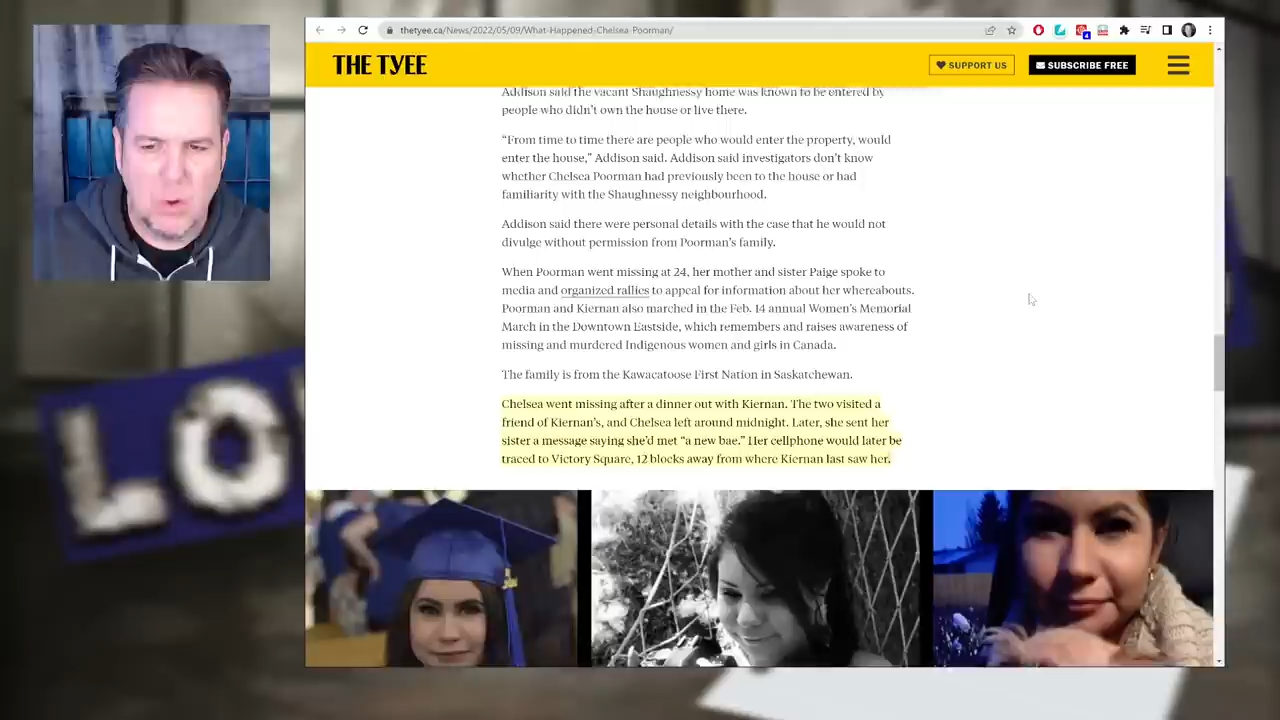 thetyee.ca/News/2022/05/09/What-Happened-Chelsea-Poorman/
THE TYEE
SUPPORT US
SUBSCRIBE FREE
Addison said the vacant Shaughnessy home was known to be entered by
people who didn't own the house or live there.
“From time to time there are people who would enter the property, would
enter the house,” Addison said. Addison said investigators don't know
whether Chelsea Poorman had previously been to the house or had
familiarity with the Shaughnessy neighbourhood.
Addison said there were personal details with the case that he would not
divulge without permission from Poorman's family.
When Poorman went missing at 24, her mother and sister Paige spoke to
media and organized rallies to appeal for information about her whereabouts.
Poorman and Kiernan also marched in the Feb. 14 annual Women's Memorial
March in the Downtown Eastside, which remembers and raises awareness of
missing and murdered Indigenous women and girls in Canada.
The family is from the Kawacatoose First Nation in Saskatchewan.
Chelsea went missing after a dinner out with Kiernan. The two visited a
friend of Kiernan's, and Chelsea left around midnight. Later, she sent her
sister a message saying she'd met “a new bae.” Her cellphone would later be
traced to Victory Square, 12 blocks away from where Kiernan last saw her.